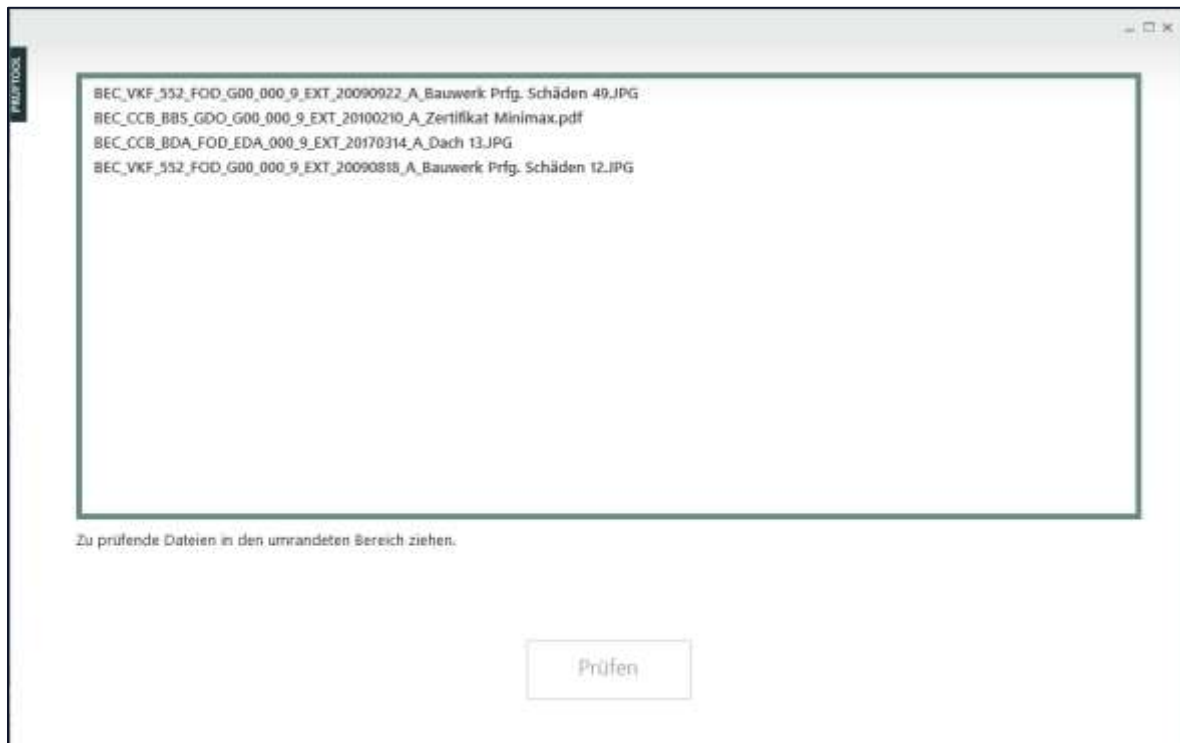 PRÜFTOOL
BEC_VKF_552_FOD_G00_000_9_EXT_20090922_A_Bauwerk Prfg. Schäden 49.JPG
BEC_CCB_BBS_GDO_G00_000_9_EXT_20100210_A_Zertifikat Minimax.pdf
BEC_CCB_BDA_FOD_EDA_000_9_EXT_20170314_A_Dach 13.JPG
BEC_VKF_552_FOD_G00_000_9_EXT_20090818_A_Bauwerk Prfg. Schäden 12.JPG
Zu prüfende Dateien in den umrandeten Bereich ziehen.
Prüfen